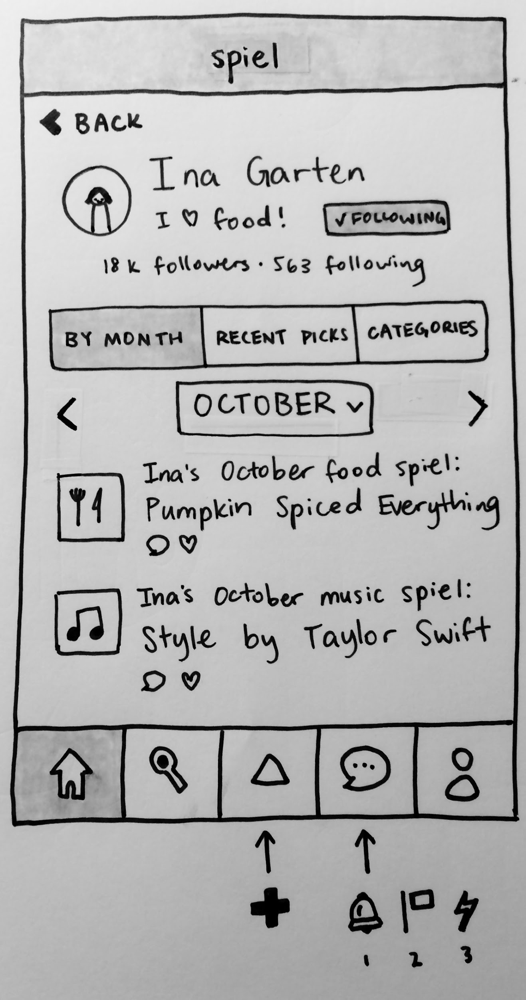 spiel
BACK
Ina Garten
I ♡ food!
✓FOLLOWING
18K followers · 563 following
BY MONTH
RECENT PICKS
CATEGORIES
OCTOBER
Ina's October food spiel:
Pumpkin Spiced Everything
Ina's October music spiel:
Style by Taylor Swift
1 2 3